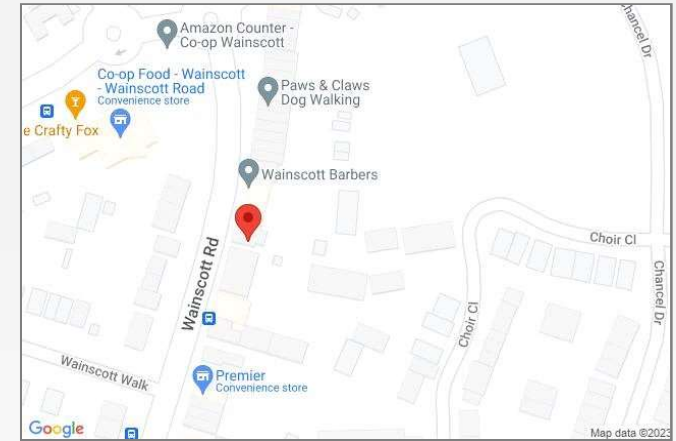 Amazon Counter -
Co-op Wainscott
Chancel Dr
Co-op Food - Wainscott
- Wainscott Road
Convenience store
Paws & Claws
Dog Walking
e Crafty Fox
Wainscott Barbers
Choir Cl
Wainscott Rd
Chancel Dr
Choir Cl
Wainscott Walk
Premier
Convenience store
Google
Map data ©2023